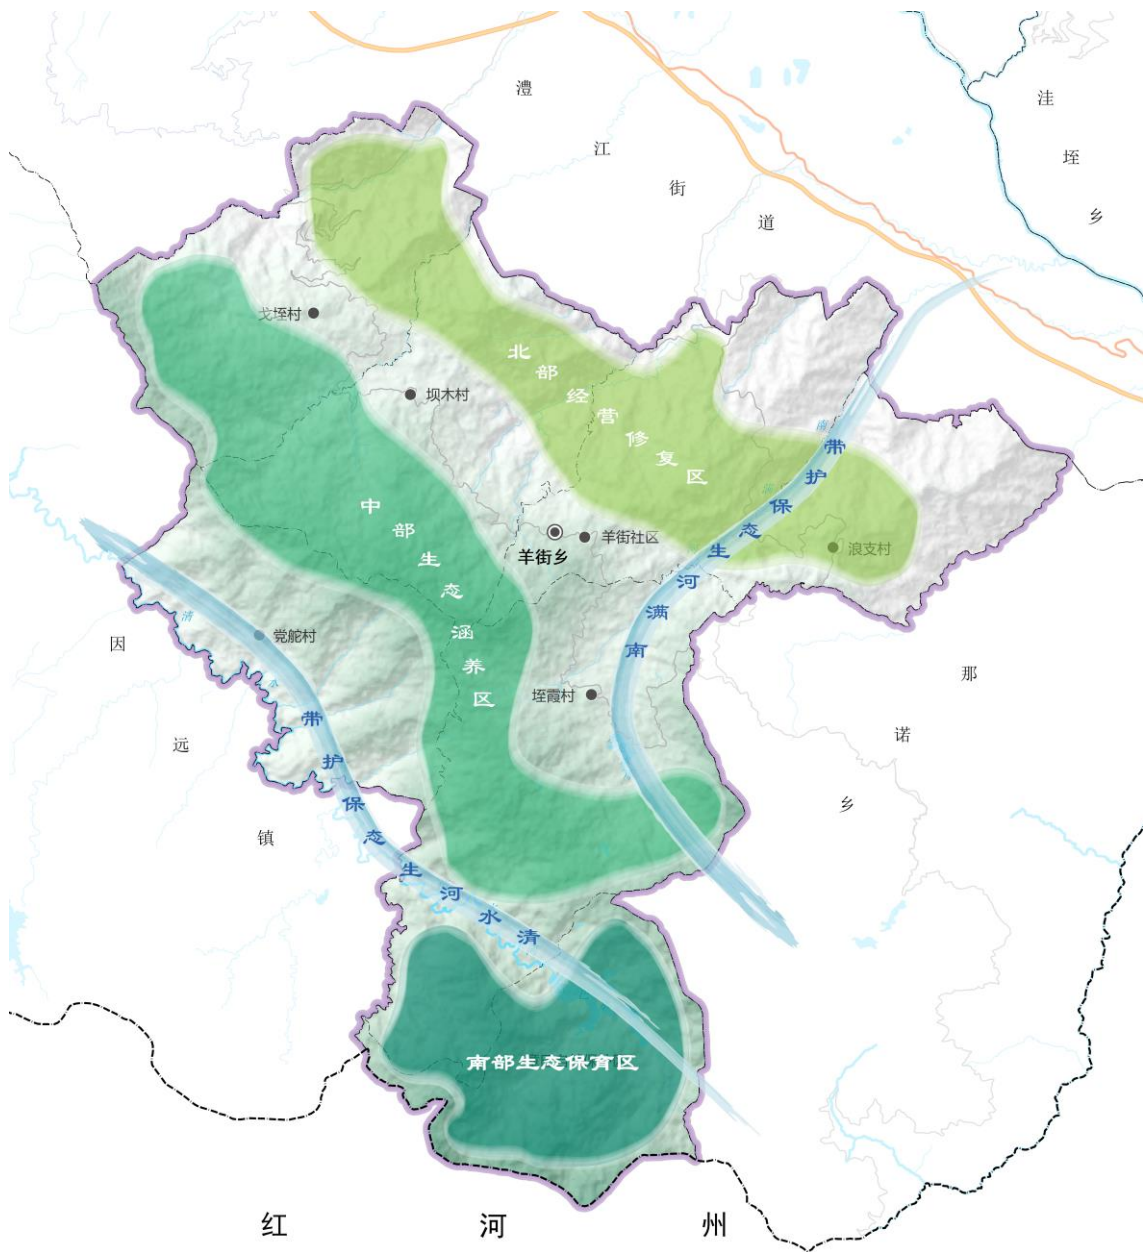 澧江街道
洼垤乡
戈垤村
坝木村
北部经营修复区
中部生态涵养区
羊街乡
羊街社区
浪支村
南满河生态保护带
党舵村
垤霞村
因远镇
那诺乡
清水河生态保护带
南部生态保育区
红河州